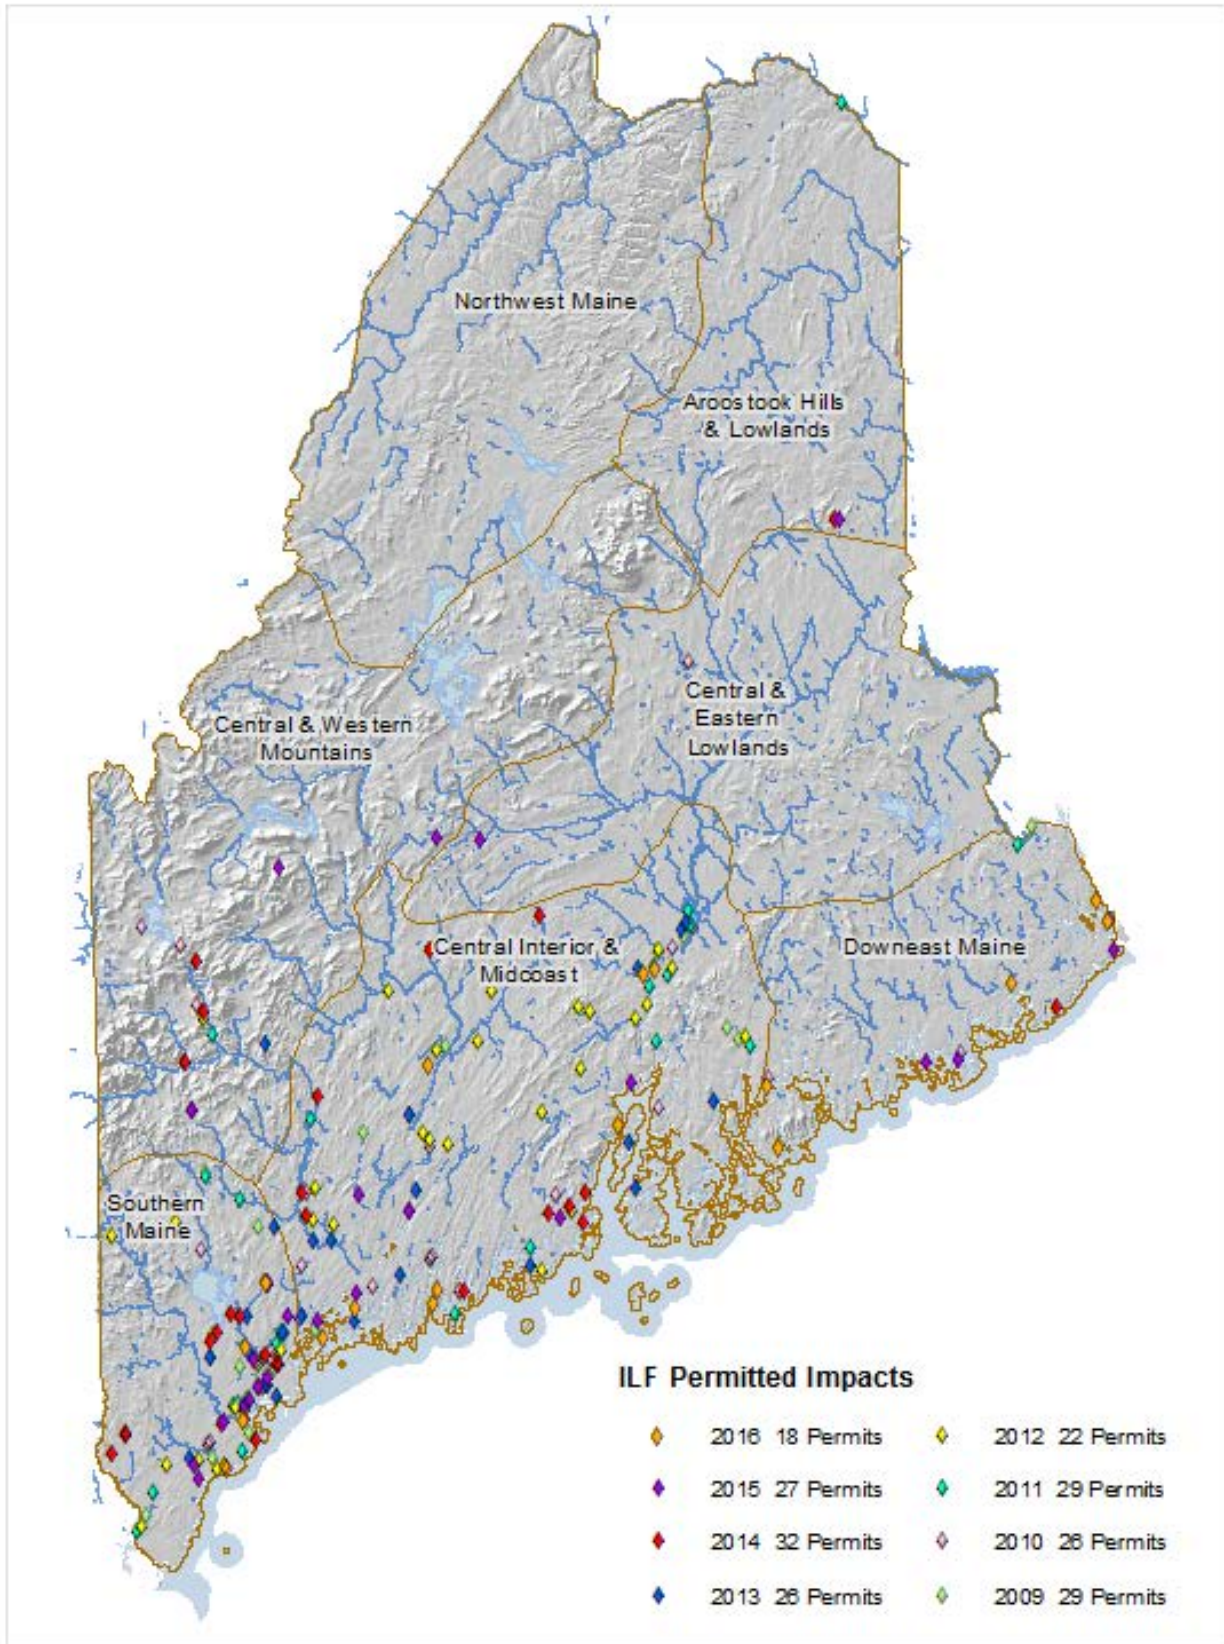 Northwest Maine
Aroostook Hills
& Lowlands
Central &
Eastern
Lowlands
Central & Western
Mountains
Central Interior &
Midcoast
Downeast Maine
Southern
Maine
ILF Permitted Impacts
2016 18 Permits
2015 27 Permits
2014 32 Permits
2013 26 Permits
2012 22 Permits
2011 29 Permits
2010 26 Permits
2009 29 Permits